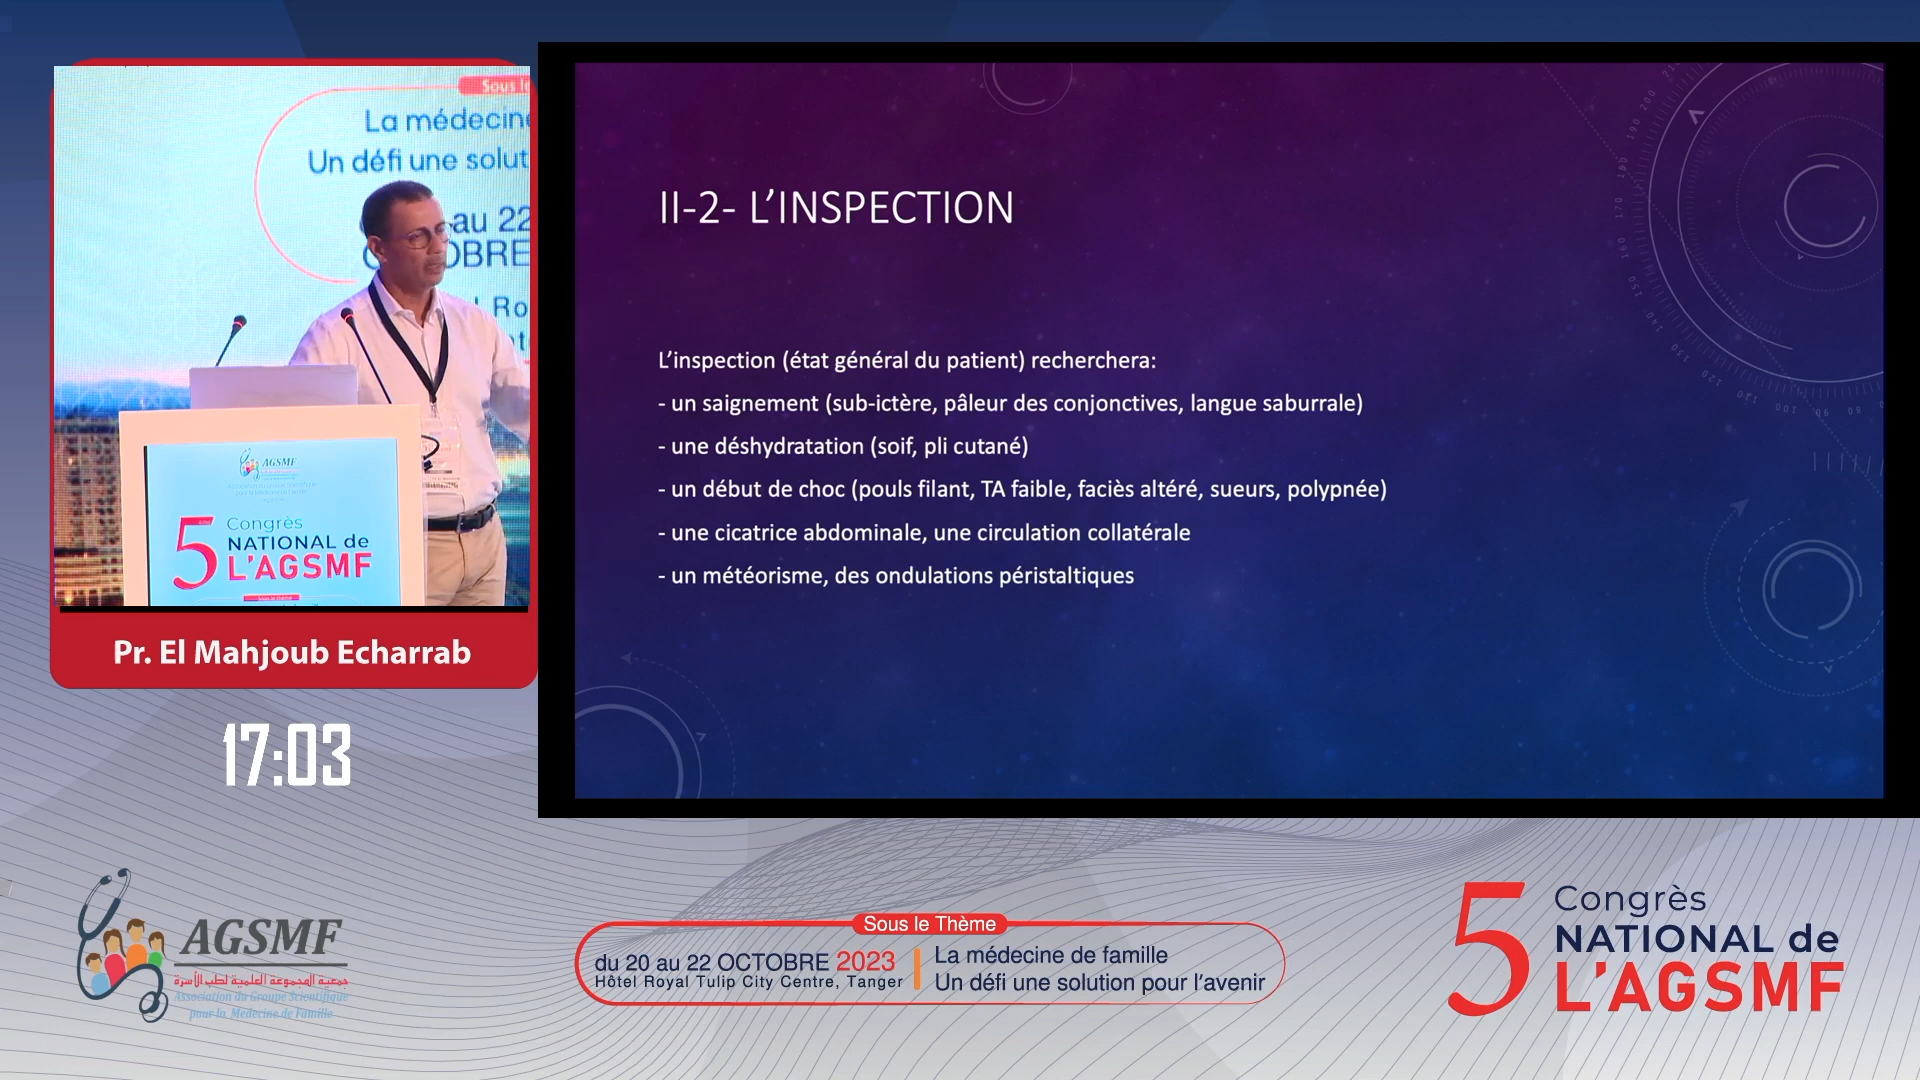 Sous le
La médecine
Un défi une solut
au 22
OBRE
AGSMF
5
Congrès
NATIONAL de
L'AGSMF
Pr. El Mahjoub Echarrab
17:03
II-2- L'INSPECTION
L'inspection (état général du patient) recherchera:
- un saignement (sub-ictère, pâleur des conjonctives, langue saburrale)
- une déshydratation (soif, pli cutané)
- un début de choc (pouls filant, TA faible, faciès altéré, sueurs, polypnée)
- une cicatrice abdominale, une circulation collatérale
- un météorisme, des ondulations péristaltiques
AGSMF
جمعية المجموعة العلمية لطب الأسرة
Association du Groupe Scientifique
pour la Médecine de Famille
Sous le Thème
du 20 au 22 OCTOBRE 2023
Hôtel Royal Tulip City Centre, Tanger
La médecine de famille
Un défi une solution pour l'avenir
5
Congrès
NATIONAL de
L'AGSMF